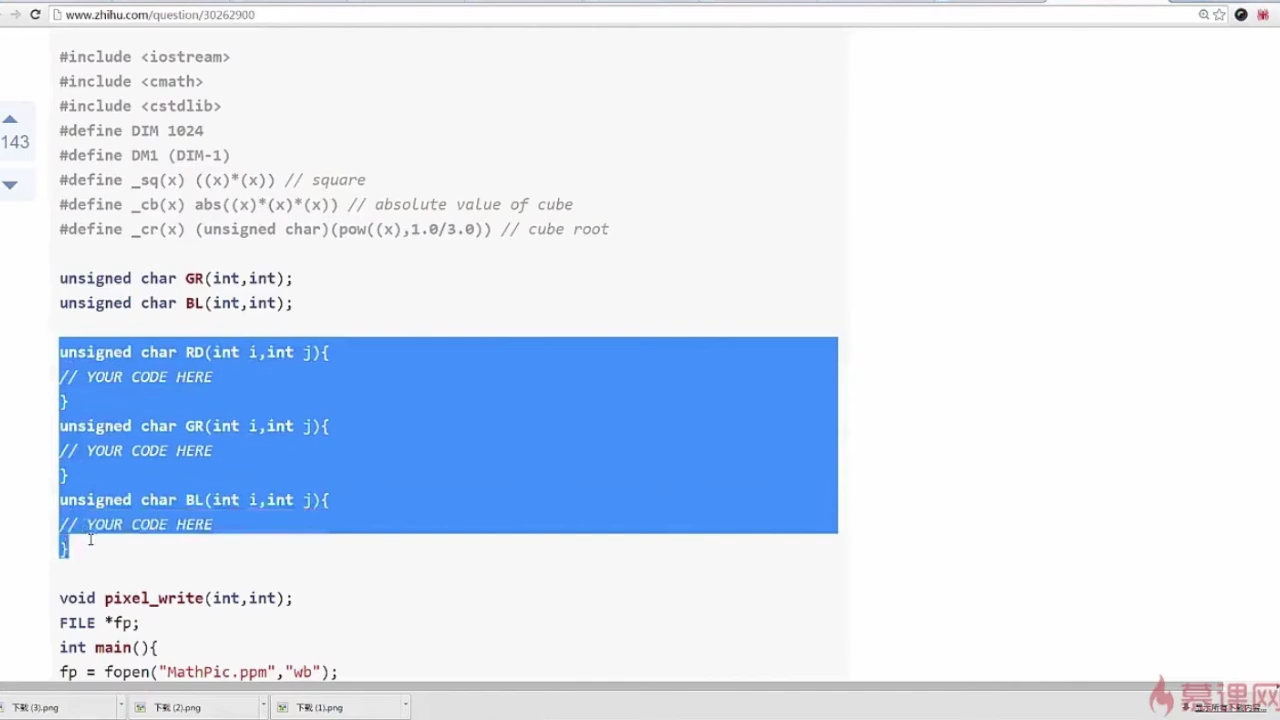 www.zhihu.com/question/30262900
#include <iostream>
#include <cmath>
#include <cstdlib>
#define DIM 1024
#define DM1 (DIM-1)
#define _sq(x) ((x)*(x)) // square
#define _cb(x) abs((x)*(x)*(x)) // absolute value of cube
#define _cr(x) (unsigned char)(pow((x),1.0/3.0)) // cube root
143
unsigned char GR(int,int);
unsigned char BL(int,int);
unsigned char RD(int i,int j){
// YOUR CODE HERE
}
unsigned char GR(int i,int j){
// YOUR CODE HERE
}
unsigned char BL(int i,int j){
// YOUR CODE HERE
}
void pixel_write(int,int);
FILE *fp;
int main(){
fp = fopen("MathPic.ppm","wb");
下载 (3).png
下载 (2).png
下载 (1).png
慕课网